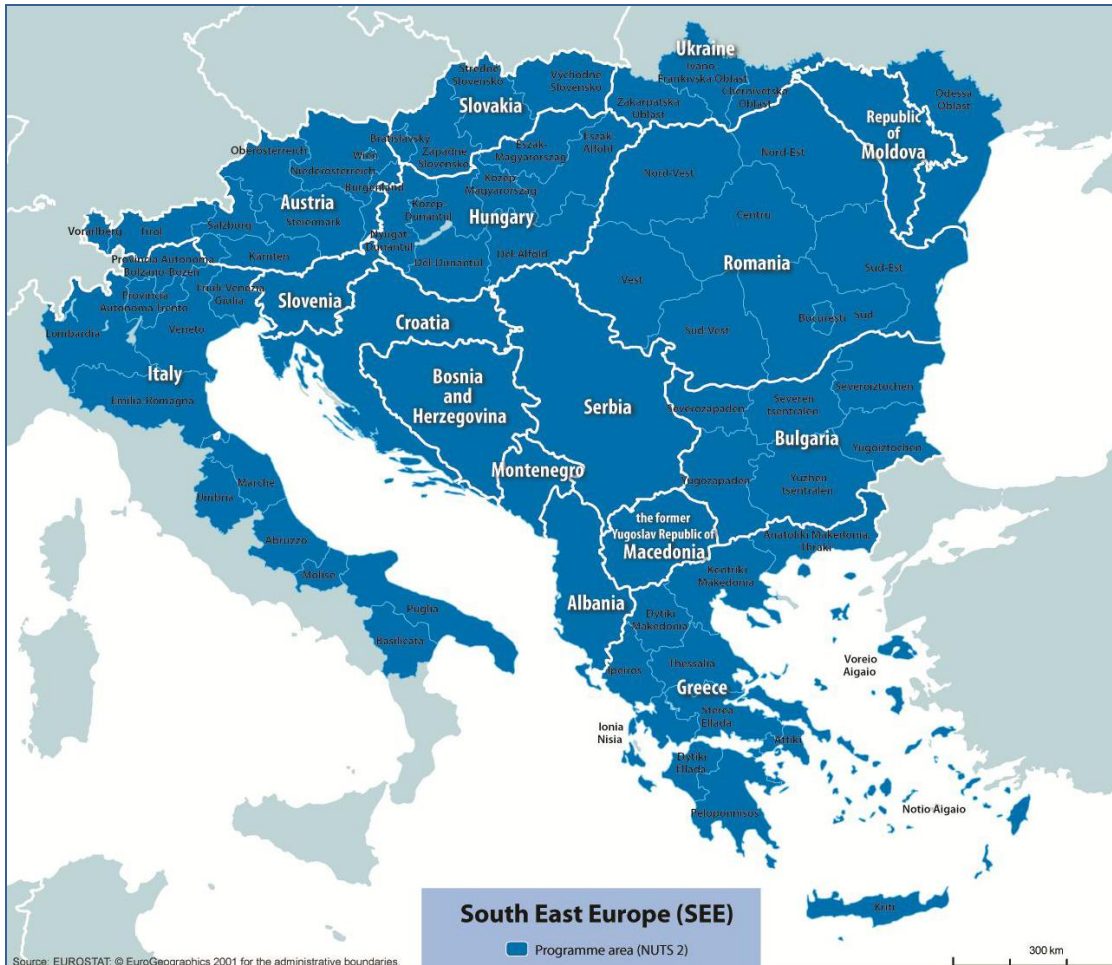 Ukraine
Ivano
Frankivska Oblast
Chernivetska
Oblast
Zakarpatska
Oblast
Odessa
Oblast
Republic
of
Moldova
Stredné
Slovensko
Východné
Slovensko
Slovakia
Bratislavský
Západné
Slovensko
Oberösterreich
Wien
Niederösterreich
Burgenland
Austria
Steiermark
Salzburg
Vorarlberg
Tirol
Kärnten
Észak-
Magyarország
Észak-
Alföld
Közép-
Magyarország
Közép-
Dunántúl
Hungary
Nyugat-
Dunántúl
Dél-Dunántúl
Dél-Alföld
Nord-Vest
Nord-Est
Centru
Romania
Vest
Sud-Est
Sud-Vest
Bucuresti
Sud
Provincia Autonoma
Bolzano-Bozen
Provincia
Autonoma Trento
Friuli-Venezia
Giulia
Lombardia
Veneto
Italy
Emilia-Romagna
Slovenia
Croatia
Bosnia
and
Herzegovina
Serbia
Montenegro
Severozapaden
Severen
tsentralen
Severoiztochen
Bulgaria
Yugoiztochen
Yugozapaden
Yuzhen
tsentralen
Marche
Umbria
Abruzzo
Molise
Puglia
Basilicata
the former
Yugoslav Republic of
Macedonia
Albania
Anatoliki Makedonia,
Thraki
Kentriki
Makedonia
Dytiki
Makedonia
Ipeiros
Thessalia
Greece
Voreio
Aigaio
Ionia
Nisia
Sterea
Ellada
Attiki
Dytiki
Ellada
Peloponnisos
Notio Aigaio
Kriti
South East Europe (SEE)
Programme area (NUTS 2)
300 km
Source: EUROSTAT; © EuroGeographics 2001 for the administrative boundaries.